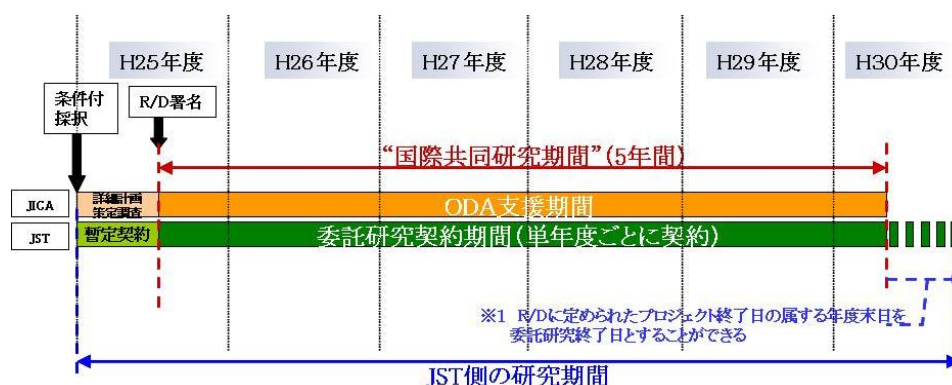 H25年度
H26年度
H27年度
H28年度
H29年度
H30年度
条件付
採択
R/D署名
“国際共同研究期間”(5年間)
JICA
詳細計画
策定調査
ODA支援期間
JST
暫定契約
委託研究契約期間(単年度ごとに契約)
※1 R/Dに定められたプロジェクト終了日の属する年度末日を
委託研究終了日とすることができる
JST側の研究期間